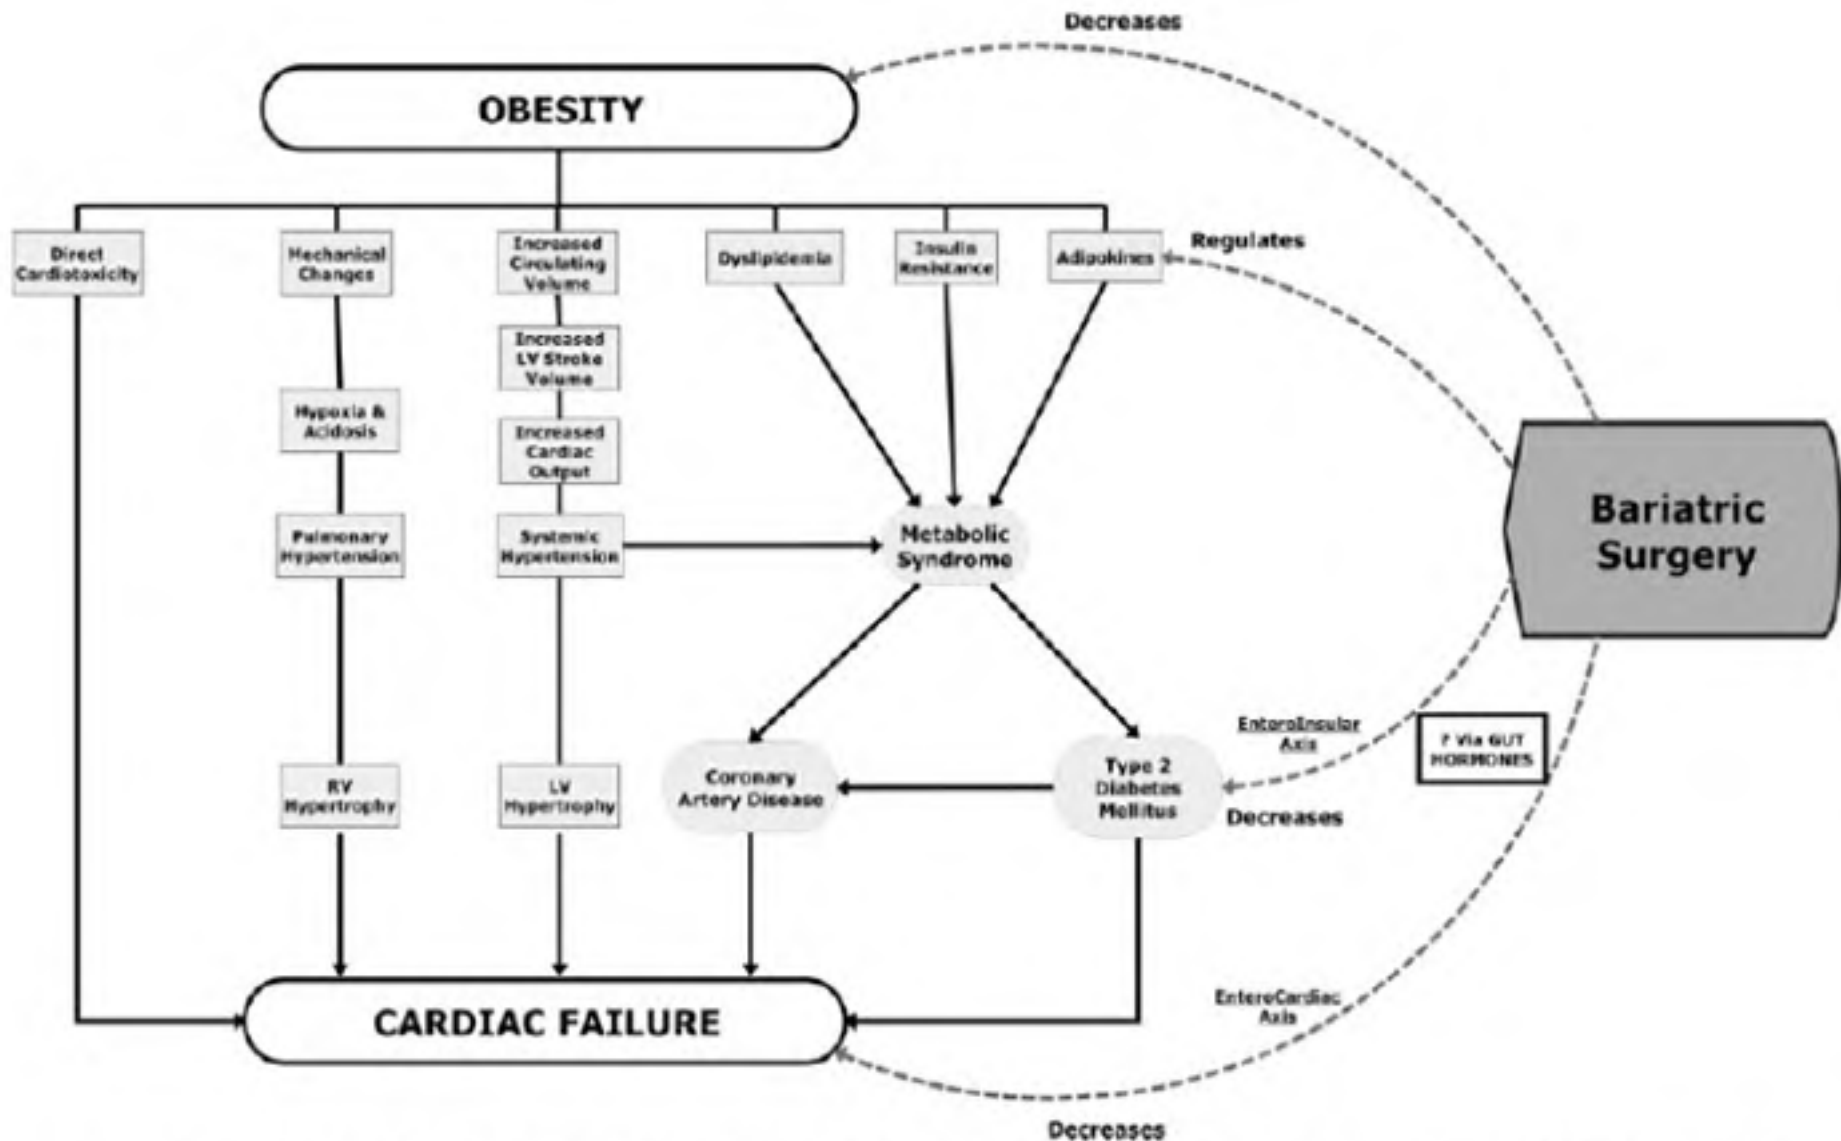 Decreases
OBESITY
Direct
Cardiotoxicity
Mechanical
Changes
Increased
Circulating
Volume
Dyslipidemia
Insulin
Resistance
Adipokines
Regulates
Increased
LV Stroke
Volume
Hypoxia &
Acidosis
Increased
Cardiac
Output
Pulmonary
Hypertension
Systemic
Hypertension
Metabolic
Syndrome
Bariatric
Surgery
RV
Hypertrophy
LV
Hypertrophy
Coronary
Artery Disease
Type 2
Diabetes
Mellitus
EnteroInsular
Axis
Decreases
? Via GUT
HORMONES
CARDIAC FAILURE
EnteroCardiac
Axis
Decreases